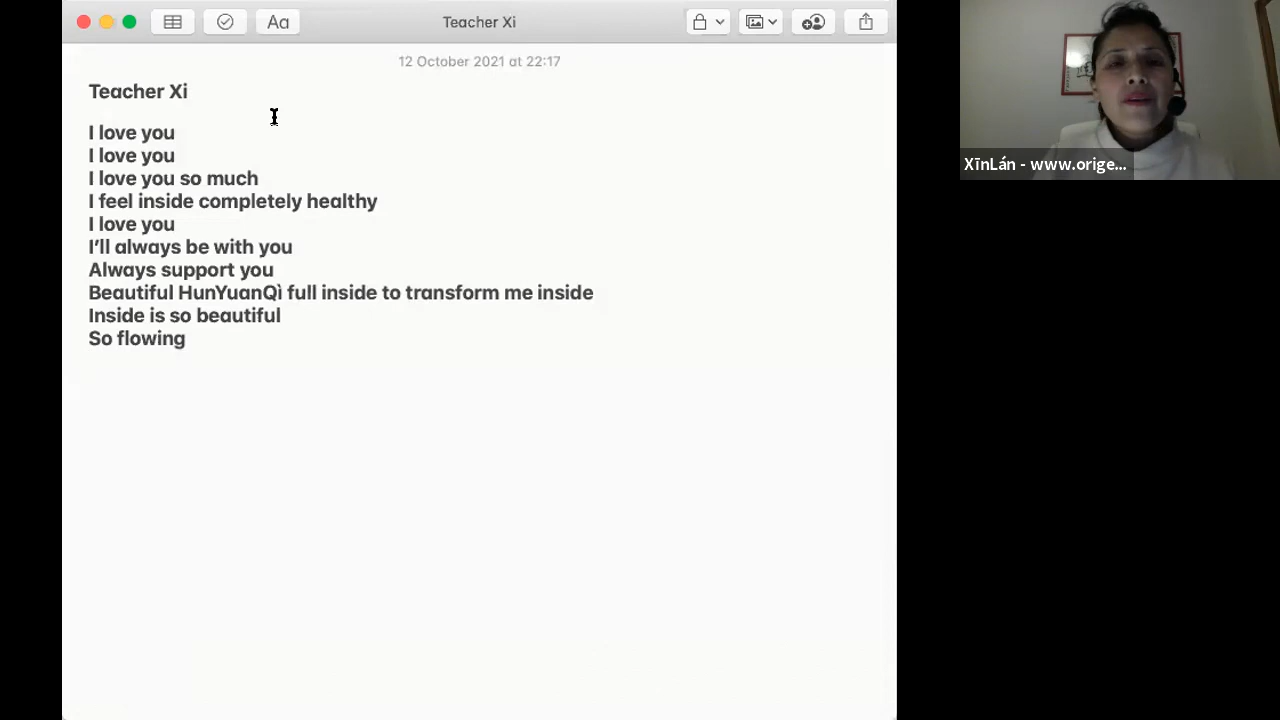 Teacher Xi
12 October 2021 at 22:17
Teacher Xi
I love you
I love you
I love you so much
I feel inside completely healthy
I love you
I’ll always be with you
Always support you
Beautiful HunYuanQì full inside to transform me inside
Inside is so beautiful
So flowing
Aa
XīnLán - www.orige...